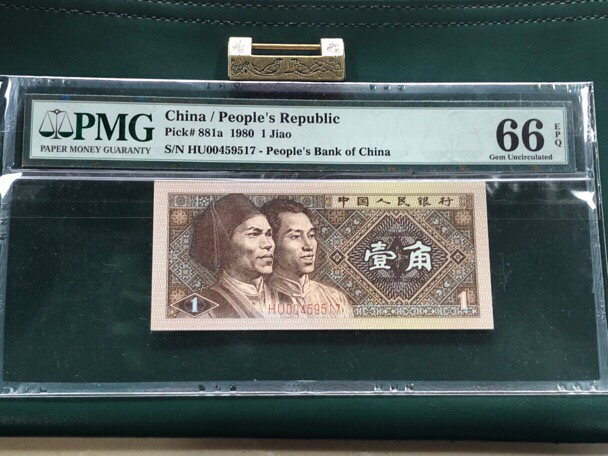 PMG
PAPER MONEY GUARANTY
China / People's Republic
Pick# 881a 1980 1 Jiao
S/N HU00459517 - People's Bank of China
66 EPQ
Gem Uncirculated
中国人民银行
壹角
HU00459517
1
1